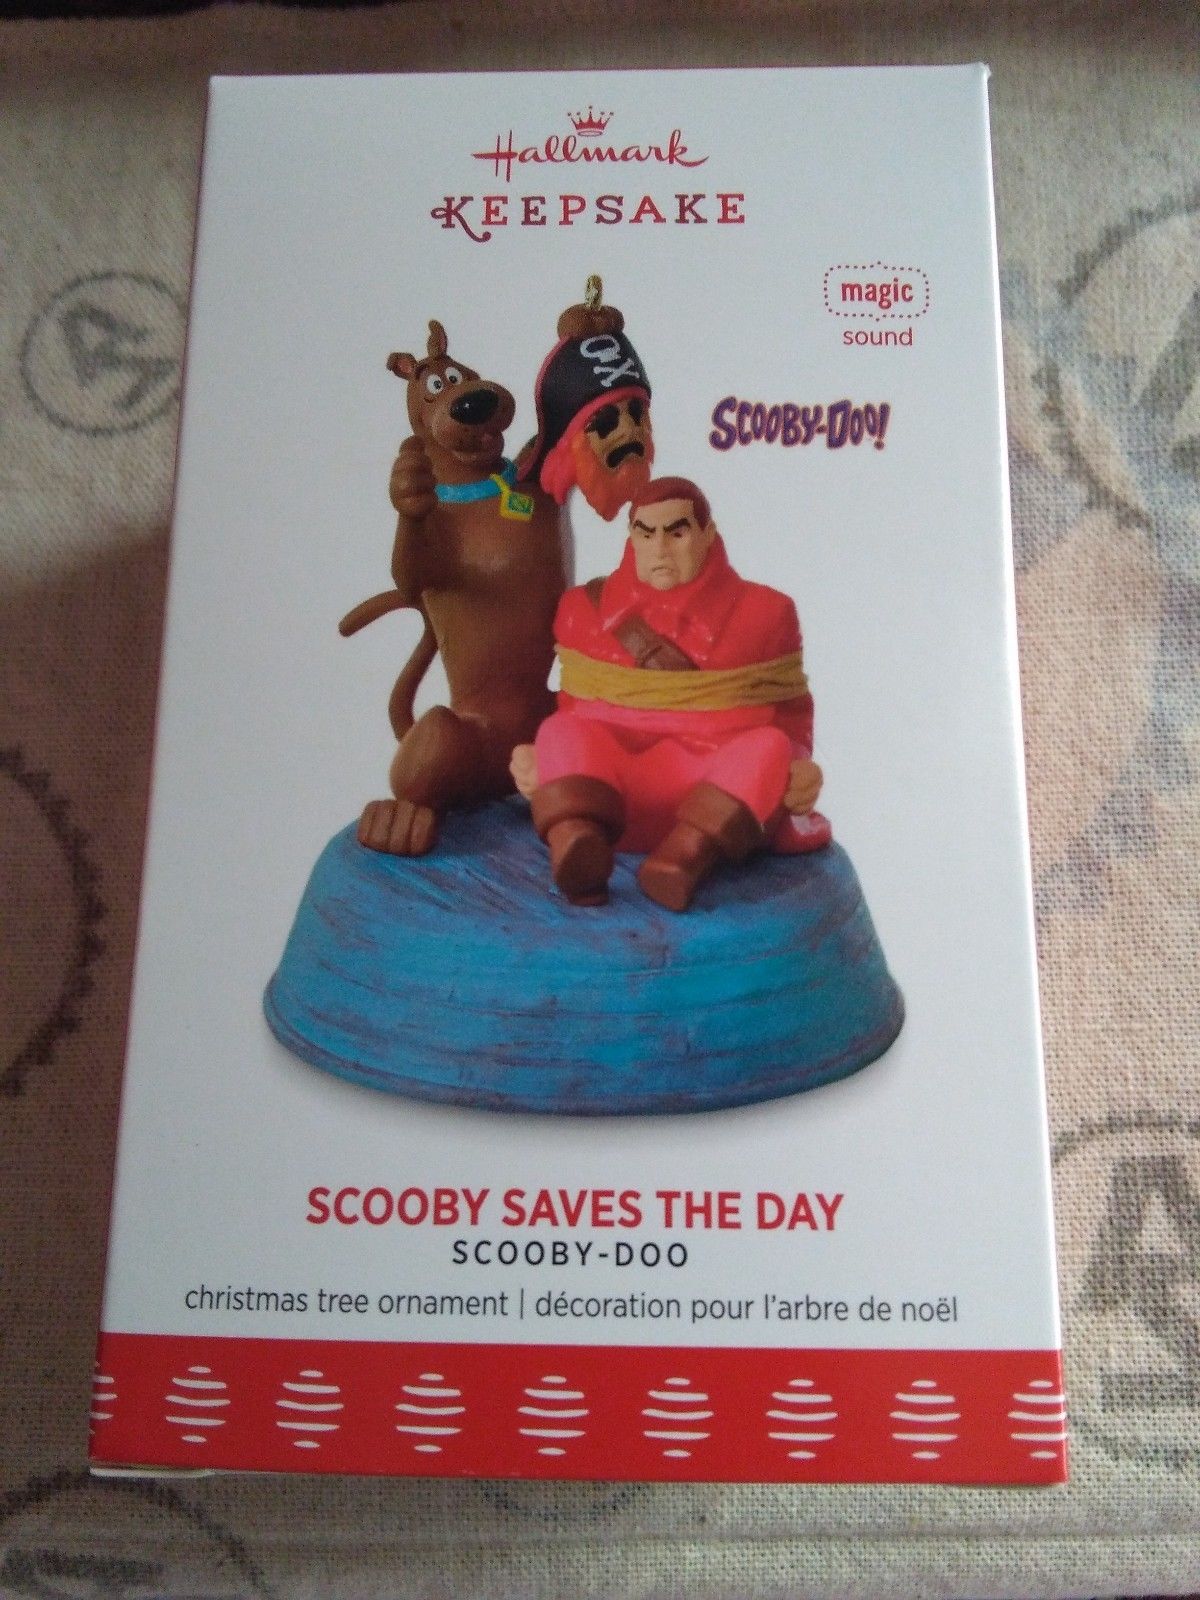 Hallmark
KEEPSAKE
magic
sound
SCOOBY-DOO!
SCOOBY SAVES THE DAY
SCOOBY-DOO
christmas tree ornament | décoration pour l'arbre de noël